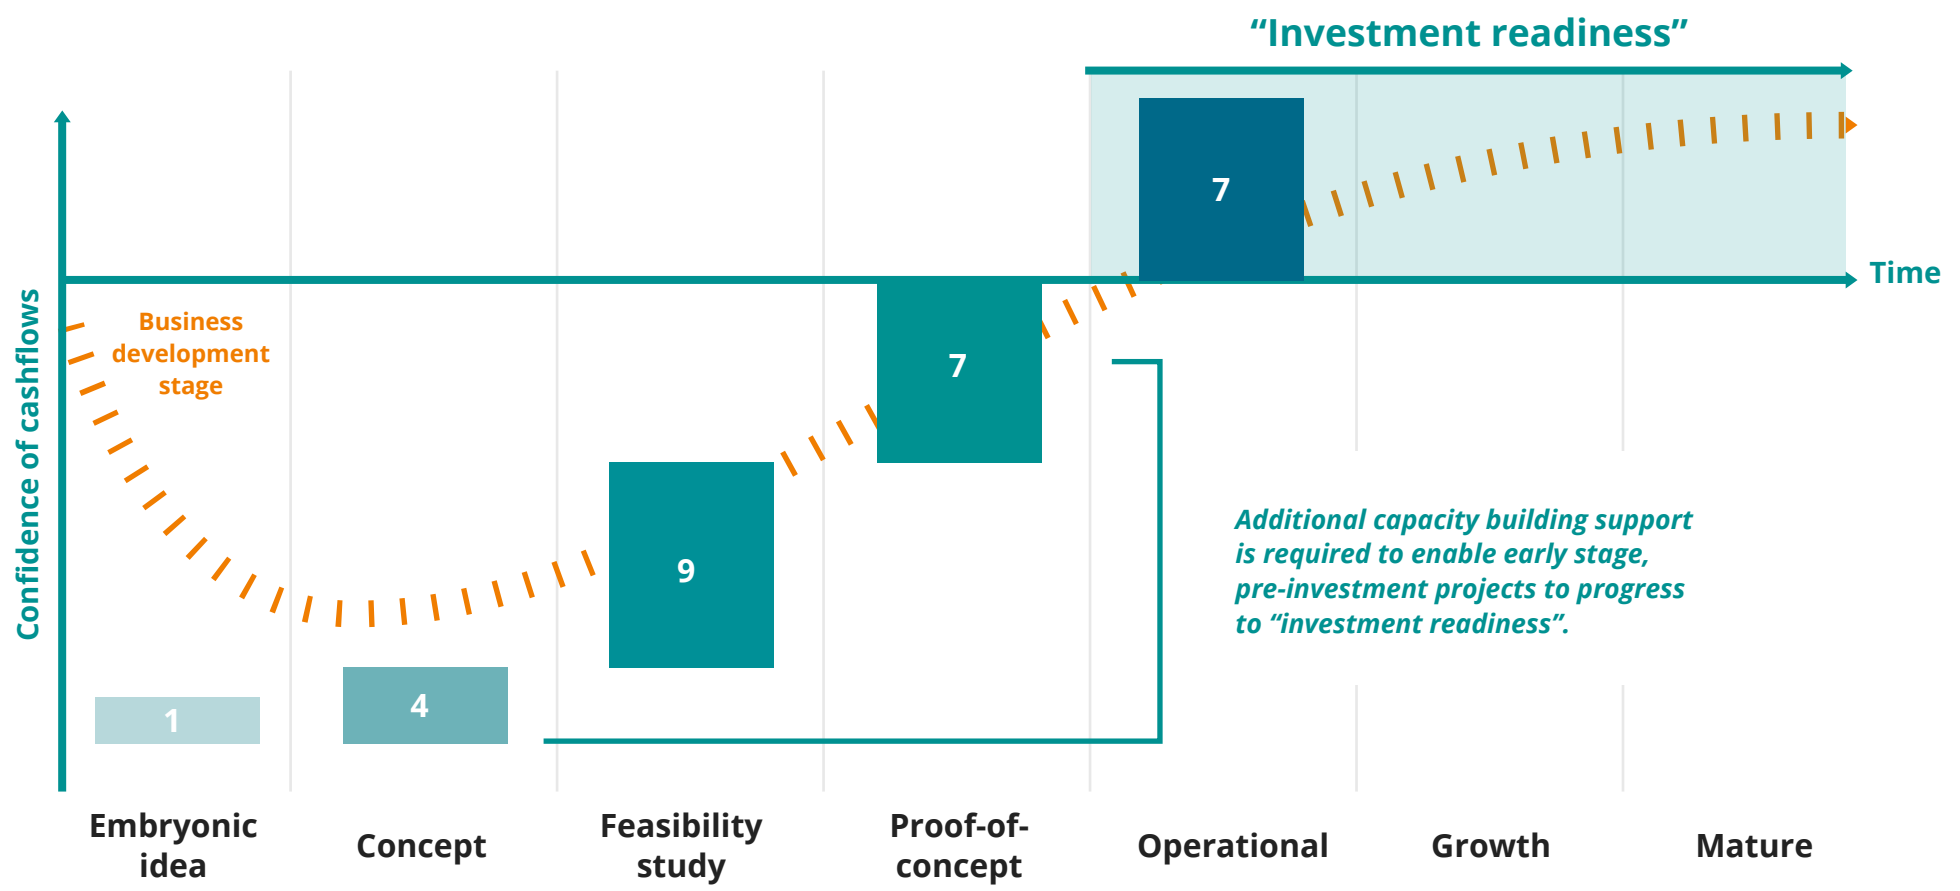 “Investment readiness”
Time
Confidence of cashflows
Business
development
stage
1
4
9
7
7
Additional capacity building support
is required to enable early stage,
pre-investment projects to progress
to “investment readiness”.
Embryonic
idea
Concept
Feasibility
study
Proof-of-
concept
Operational
Growth
Mature